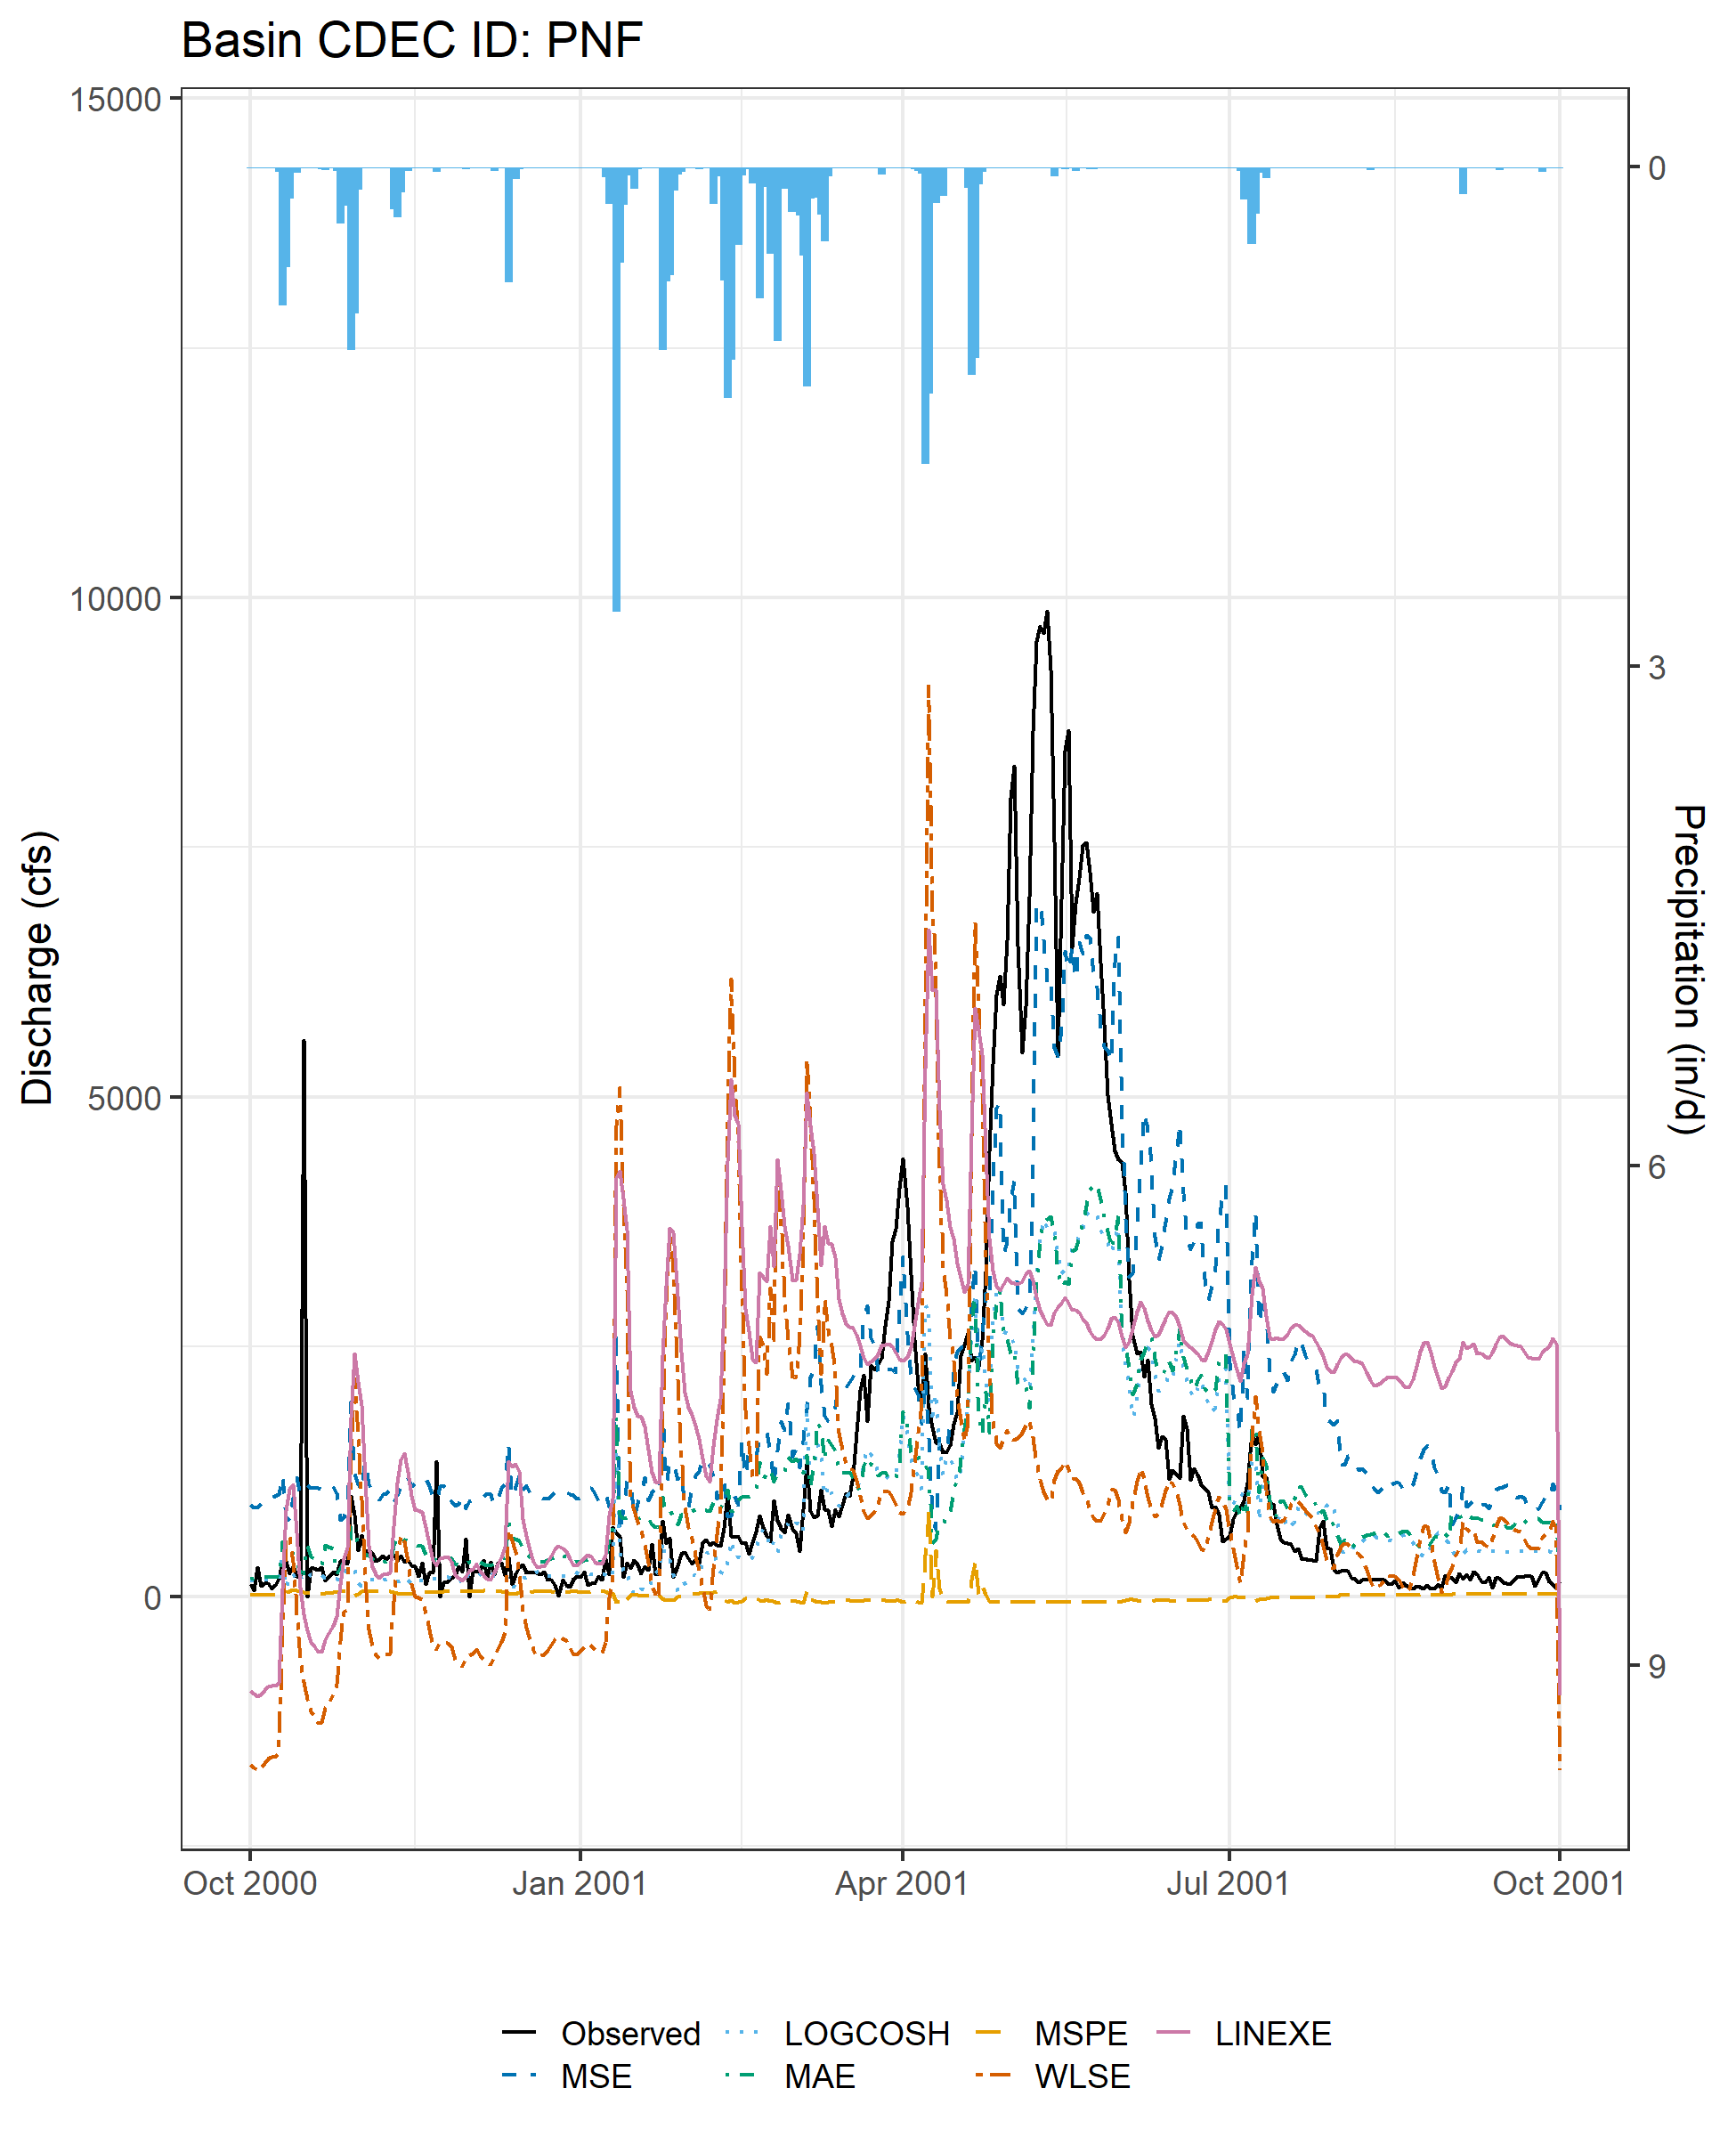 Basin CDEC ID: PNF
15000
10000
5000
0
Discharge (cfs)
0
3
6
9
Precipitation (in/d)
Oct 2000
Jan 2001
Apr 2001
Jul 2001
Oct 2001
Observed
LOGCOSH
MSPE
LINEXE
MSE
MAE
WLSE